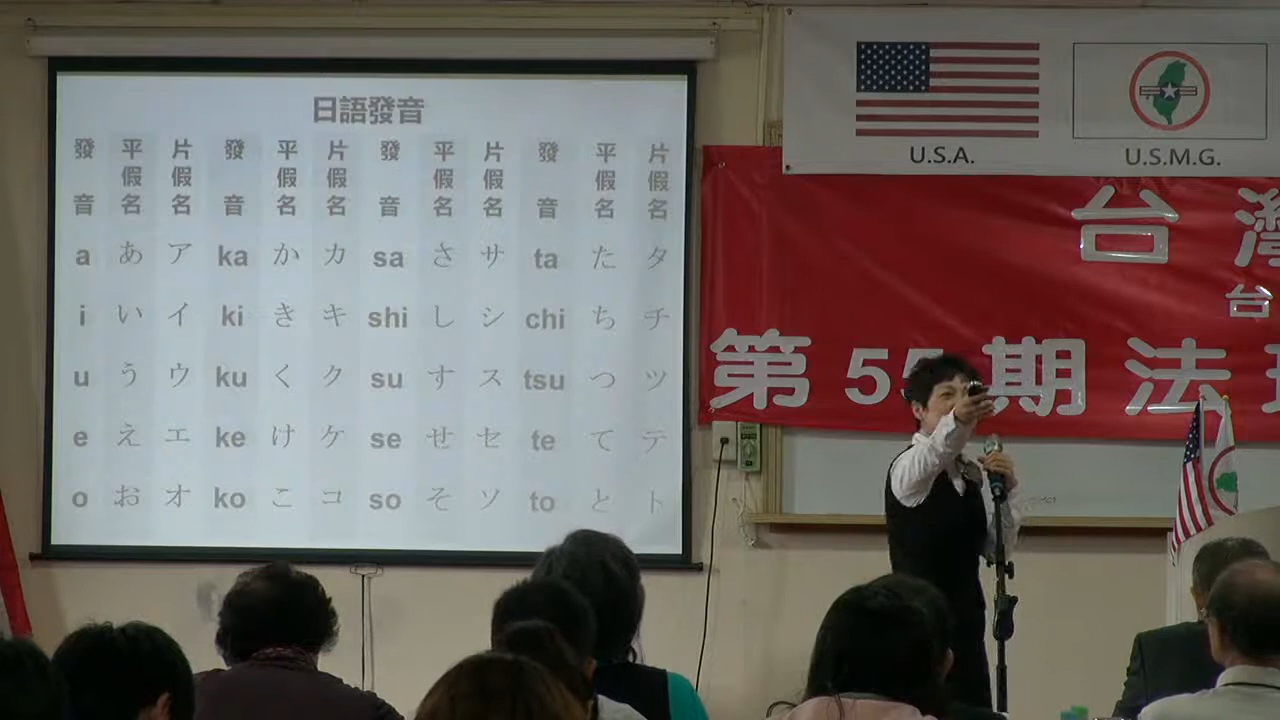 日語發音
發音 平假名 片假名 發音 平假名 片假名 發音 平假名 片假名 發音 平假名 片假名
a あ ア ka か カ sa さ サ ta た タ
i い イ ki き キ shi し シ chi ち チ
u う ウ ku く ク su す ス tsu つ ツ
e え エ ke け ケ se せ セ te て テ
o お オ ko こ コ so そ ソ to と ト
U.S.A. U.S.M.G.
台灣
台
第 55 期 法